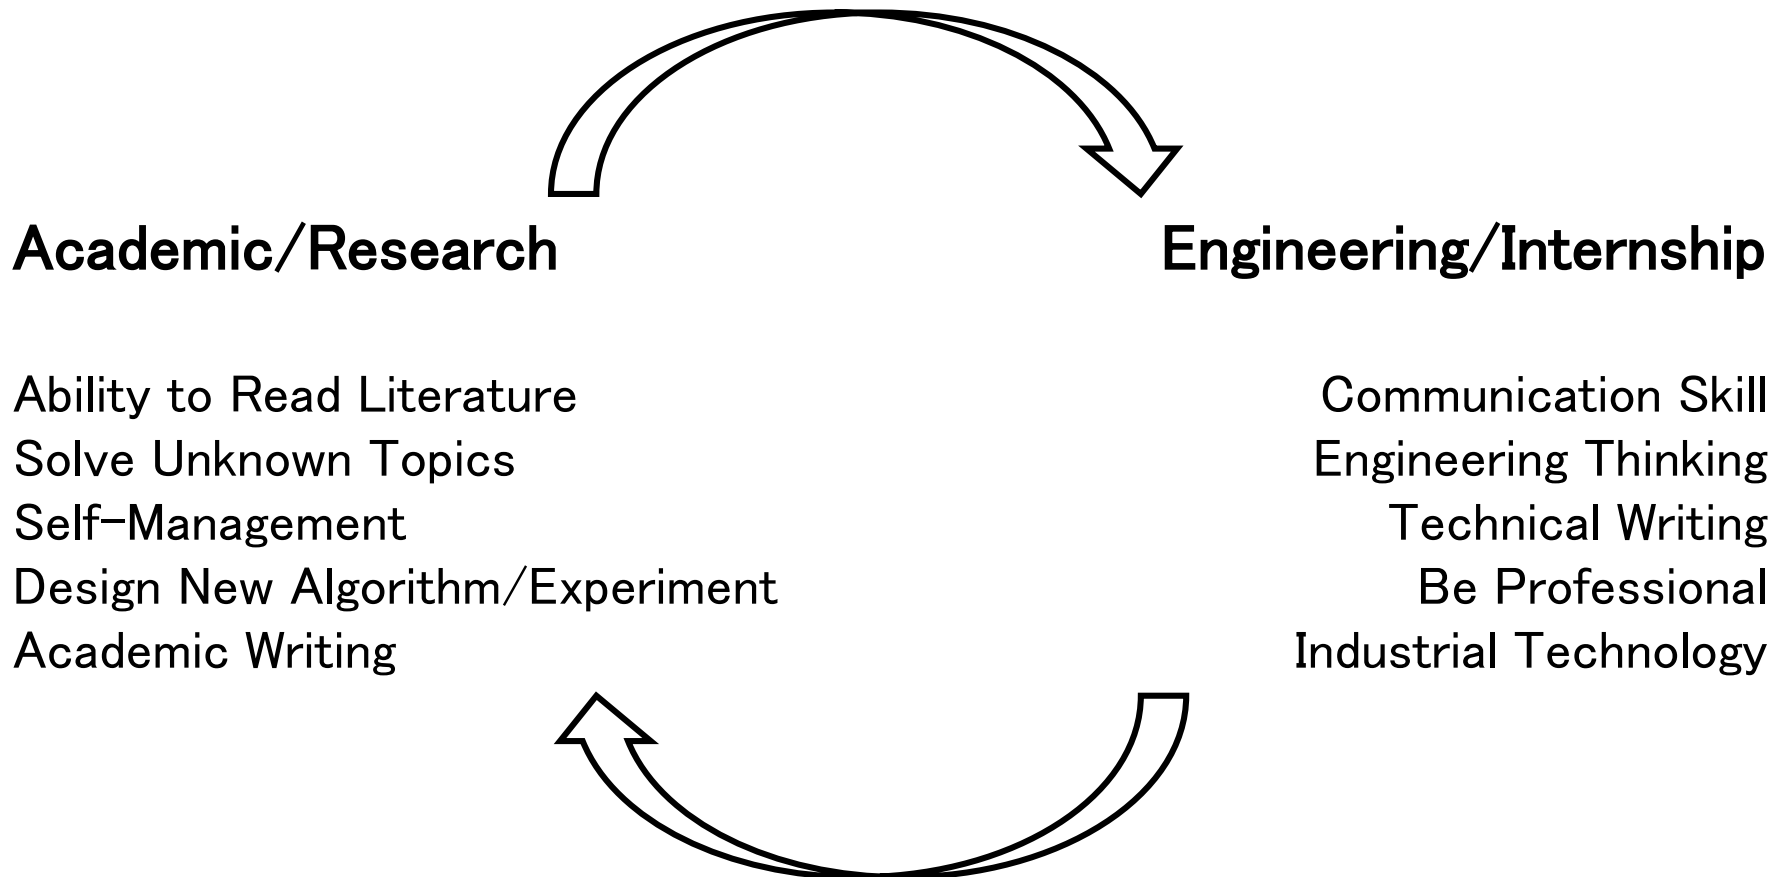 Academic/Research
Ability to Read Literature
Solve Unknown Topics
Self-Management
Design New Algorithm/Experiment
Academic Writing
Engineering/Internship
Communication Skill
Engineering Thinking
Technical Writing
Be Professional
Industrial Technology